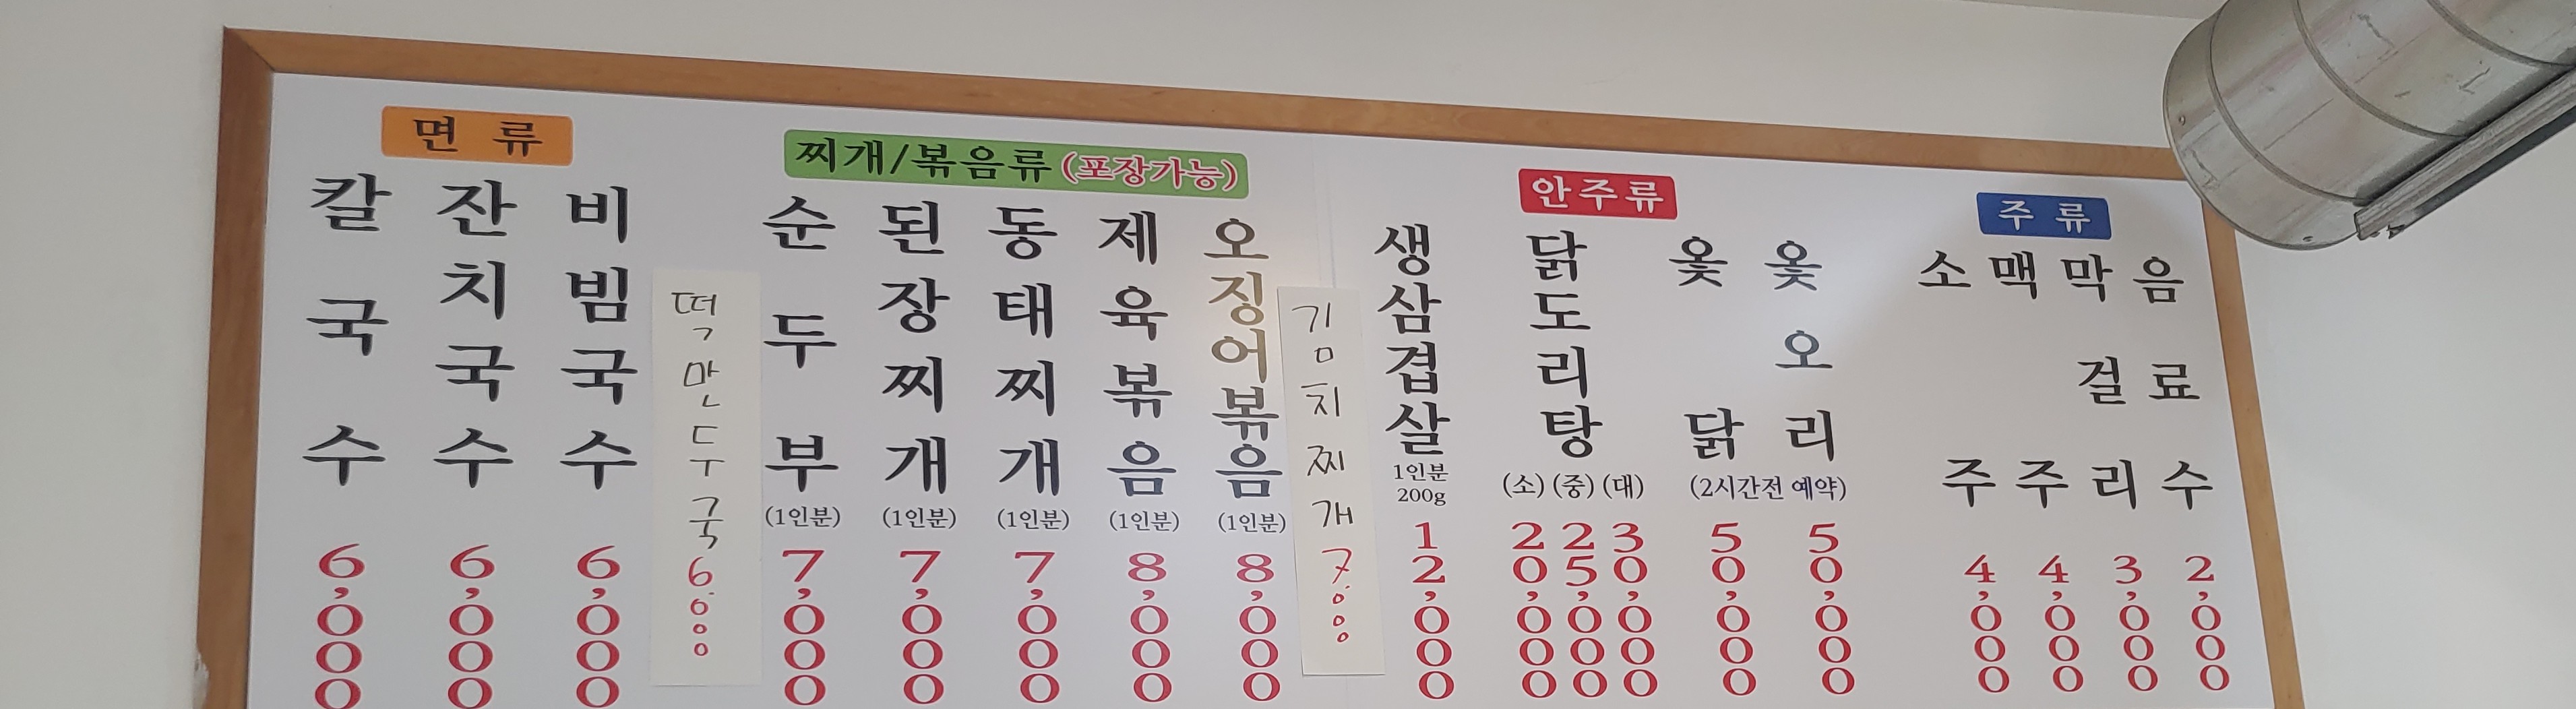 면 류
칼국수 6,000
잔치국수 6,000
비빔국수 6,000
떡만두국 6,000
찌개/볶음류 (포장가능)
순두부 (1인분) 7,000
된장찌개 (1인분) 7,000
동태찌개 (1인분) 7,000
제육볶음 (1인분) 8,000
오징어볶음 (1인분) 8,000
김치찌개 7,000
안주류
생삼겹살 1인분 200g 12,000
닭도리탕 (소) (중) (대) 20,000 25,000 30,000
옻닭 옻오리 (2시간전 예약) 50,000 50,000
주 류
소주 4,000
맥주 4,000
막걸리 3,000
음료수 2,000